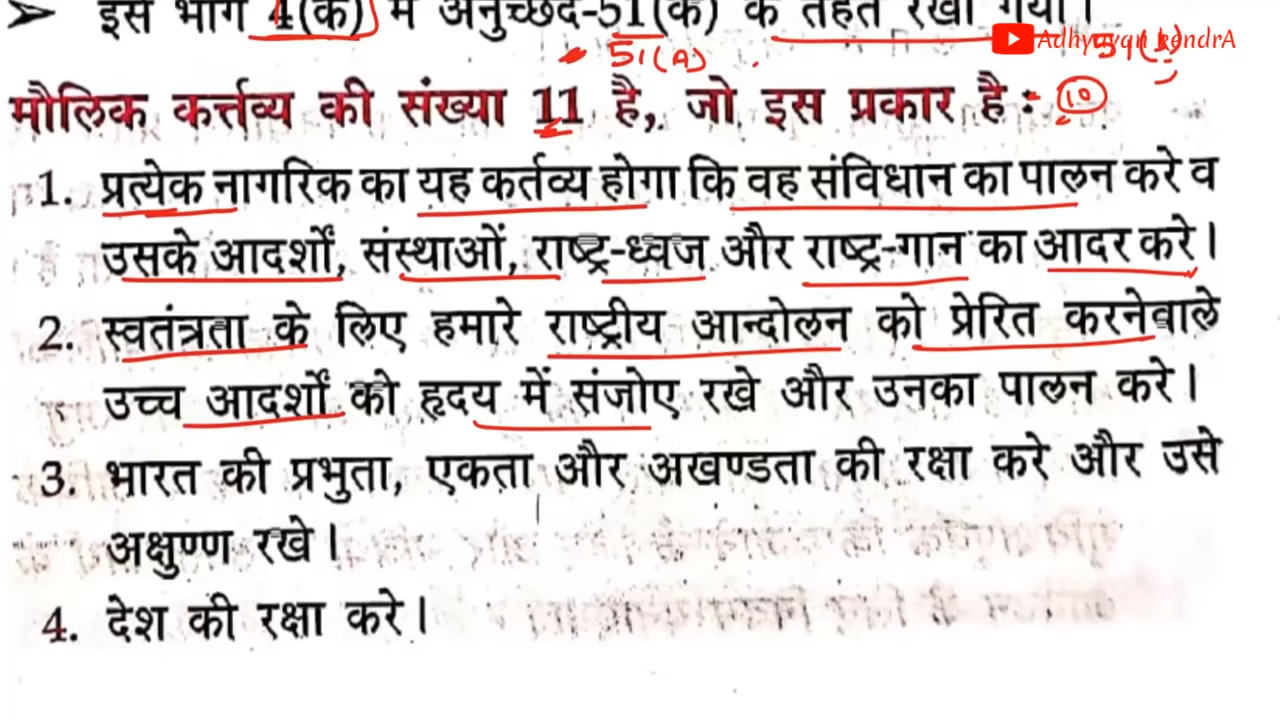 ➤ इस भाग 4(क) में अनुच्छेद-51(क) के तहत रखा गया।
Adhyayan kendrA
51(A)
मौलिक कर्त्तव्य की संख्या 11 है, जो इस प्रकार है : 10
1. प्रत्येक नागरिक का यह कर्तव्य होगा कि वह संविधान का पालन करे व
उसके आदर्शों, संस्थाओं, राष्ट्र-ध्वज और राष्ट्र-गान का आदर करे।
2. स्वतंत्रता के लिए हमारे राष्ट्रीय आन्दोलन को प्रेरित करनेवाले
उच्च आदर्शों को हृदय में संजोए रखे और उनका पालन करे।
3. भारत की प्रभुता, एकता और अखण्डता की रक्षा करे और उसे
अक्षुण्ण रखे।
4. देश की रक्षा करे।